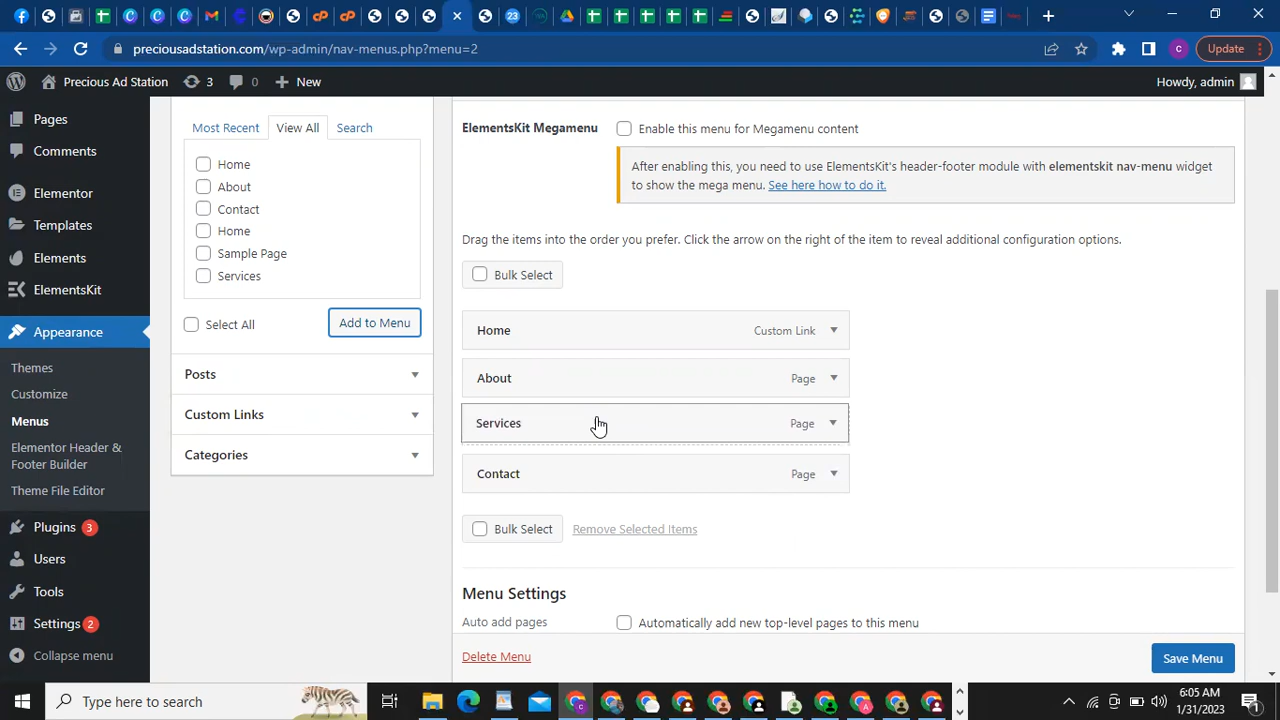 23
Update
preciousadstation.com/wp-admin/nav-menus.php?menu=2
c
Precious Ad Station
3
0
New
Howdy, admin
Pages
Comments
Elementor
Templates
Elements
ElementsKit
Appearance
Themes
Customize
Menus
Elementor Header &
Footer Builder
Theme File Editor
Plugins 3
Users
Tools
Settings 2
Collapse menu
Most Recent
View All
Search
Home
About
Contact
Home
Sample Page
Services
Select All
Add to Menu
Posts
Custom Links
Categories
ElementsKit Megamenu
Enable this menu for Megamenu content
After enabling this, you need to use ElementsKit's header-footer module with elementskit nav-menu widget
to show the mega menu. See here how to do it.
Drag the items into the order you prefer. Click the arrow on the right of the item to reveal additional configuration options.
Bulk Select
Home Custom Link
About Page
Services Page
Contact Page
Bulk Select
Remove Selected Items
Menu Settings
Auto add pages
Automatically add new top-level pages to this menu
Delete Menu
Save Menu
Type here to search
6:05 AM
1/31/2023
1